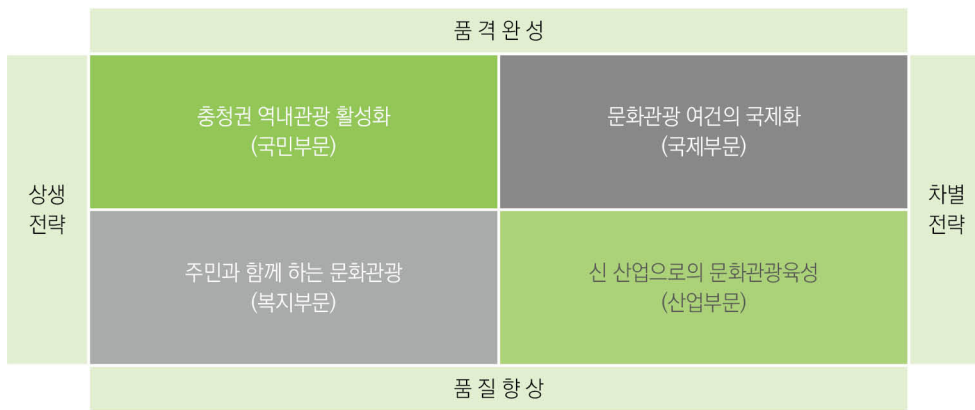 품격완성
충청권 역내관광 활성화
(국민부문)
문화관광 여건의 국제화
(국제부문)
상생
전략
차별
전략
주민과 함께 하는 문화관광
(복지부문)
신 산업으로의 문화관광육성
(산업부문)
품질향상